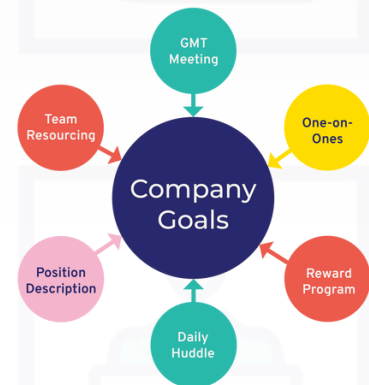 GMT
Meeting
Team
Resourcing
One-on-
Ones
Company
Goals
Position
Description
Reward
Program
Daily
Huddle